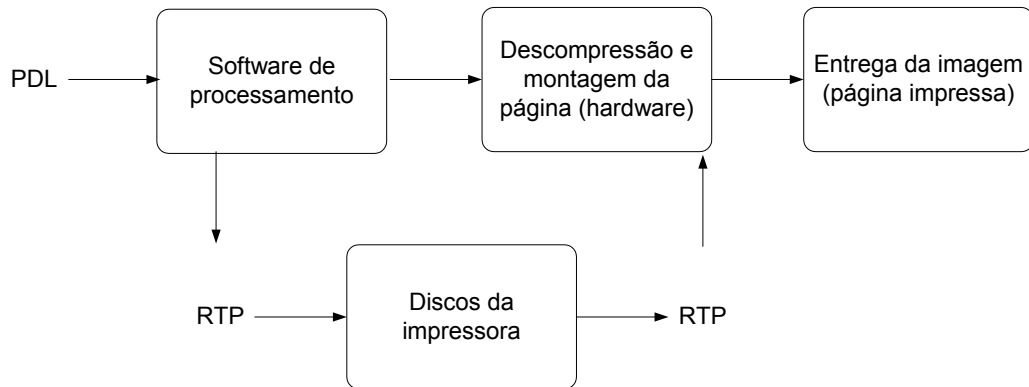 PDL
Software de
processamento
Descompressão e
montagem da
página (hardware)
Entrega da imagem
(página impressa)
RTP
Discos da
impressora
RTP